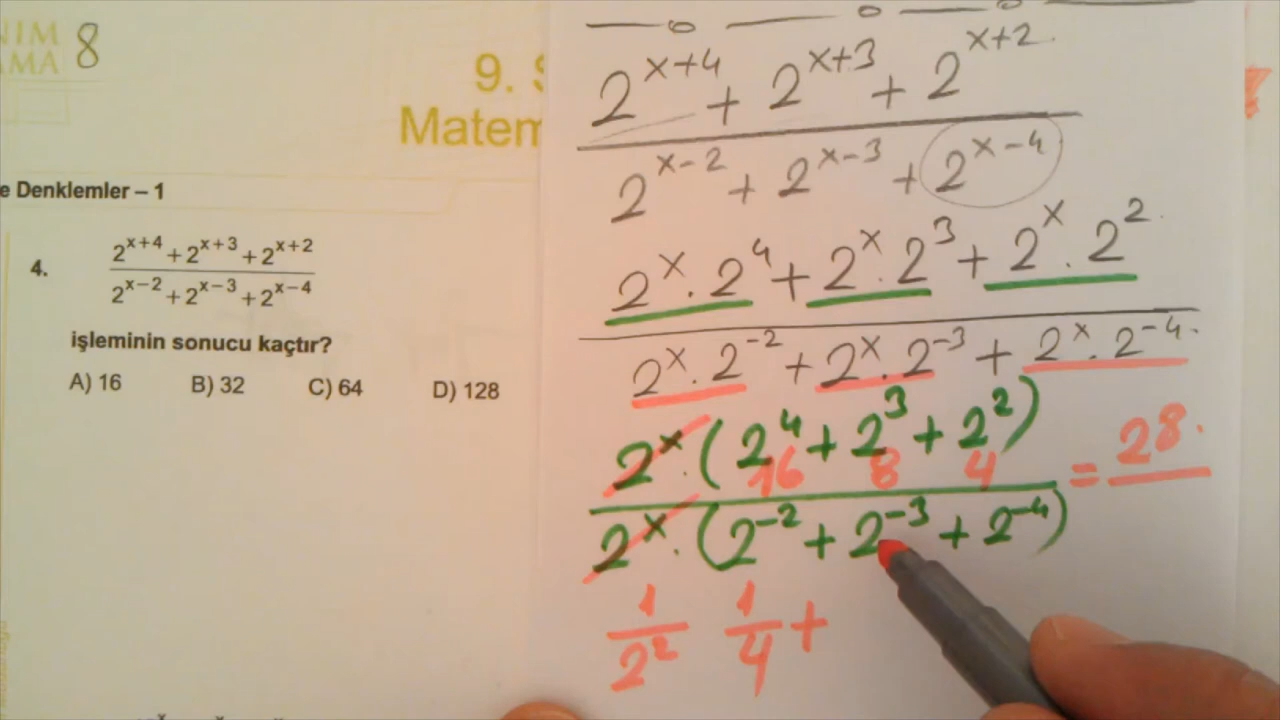 8
9.
Matem
e Denklemler – 1
4. 2^{x+4} + 2^{x+3} + 2^{x+2}
2^{x–2} + 2^{x–3} + 2^{x–4}
işleminin sonucu kaçtır?
A) 16 B) 32 C) 64 D) 128
2^{x+4} + 2^{x+3} + 2^{x+2}
2^{x-2} + 2^{x-3} + 2^{x-4}
2^x . 2^4 + 2^x . 2^3 + 2^x . 2^2
2^x . 2^{-2} + 2^x . 2^{-3} + 2^x . 2^{-4}
2^x . (2^4 + 2^3 + 2^2)
16 8 4 = 28
2^x . (2^{-2} + 2^{-3} + 2^{-4})
1/2^2 1/4 +